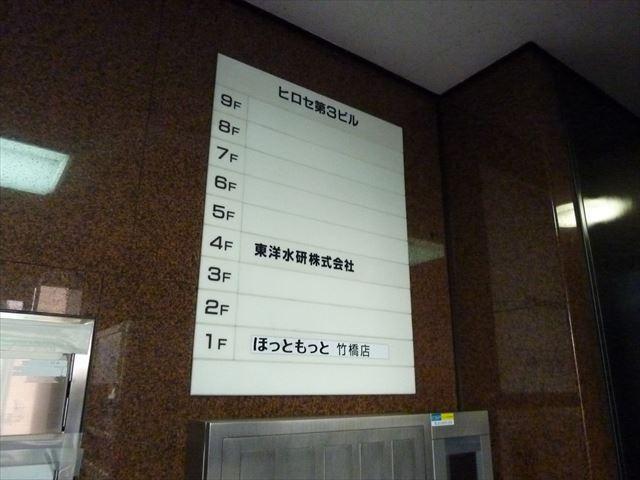 ヒロセ第3ビル
9F
8F
7F
6F
5F
4F 東洋水研株式会社
3F
2F
1F ほっともっと 竹橋店